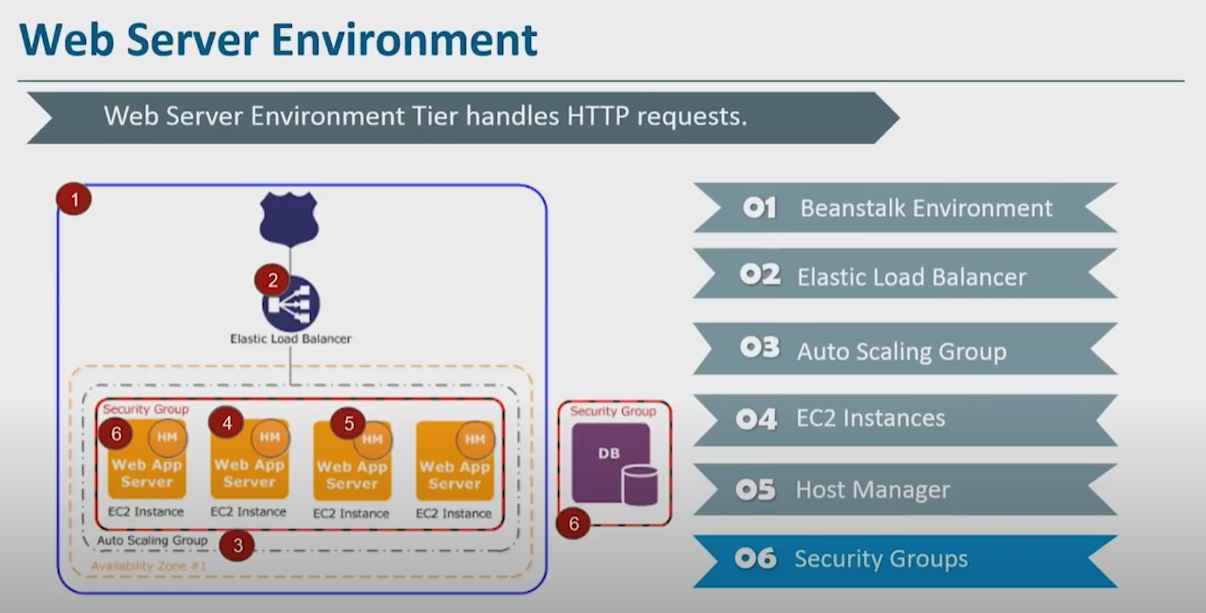 Web Server Environment
Web Server Environment Tier handles HTTP requests.
1
2
Elastic Load Balancer
Security Group
6
HM
Web App
Server
EC2 Instance
4
HM
Web App
Server
EC2 Instance
5
HM
Web App
Server
EC2 Instance
HM
Web App
Server
EC2 Instance
Auto Scaling Group
3
Availability Zone #1
Security Group
DB
6
01 Beanstalk Environment
02 Elastic Load Balancer
03 Auto Scaling Group
04 EC2 Instances
05 Host Manager
06 Security Groups